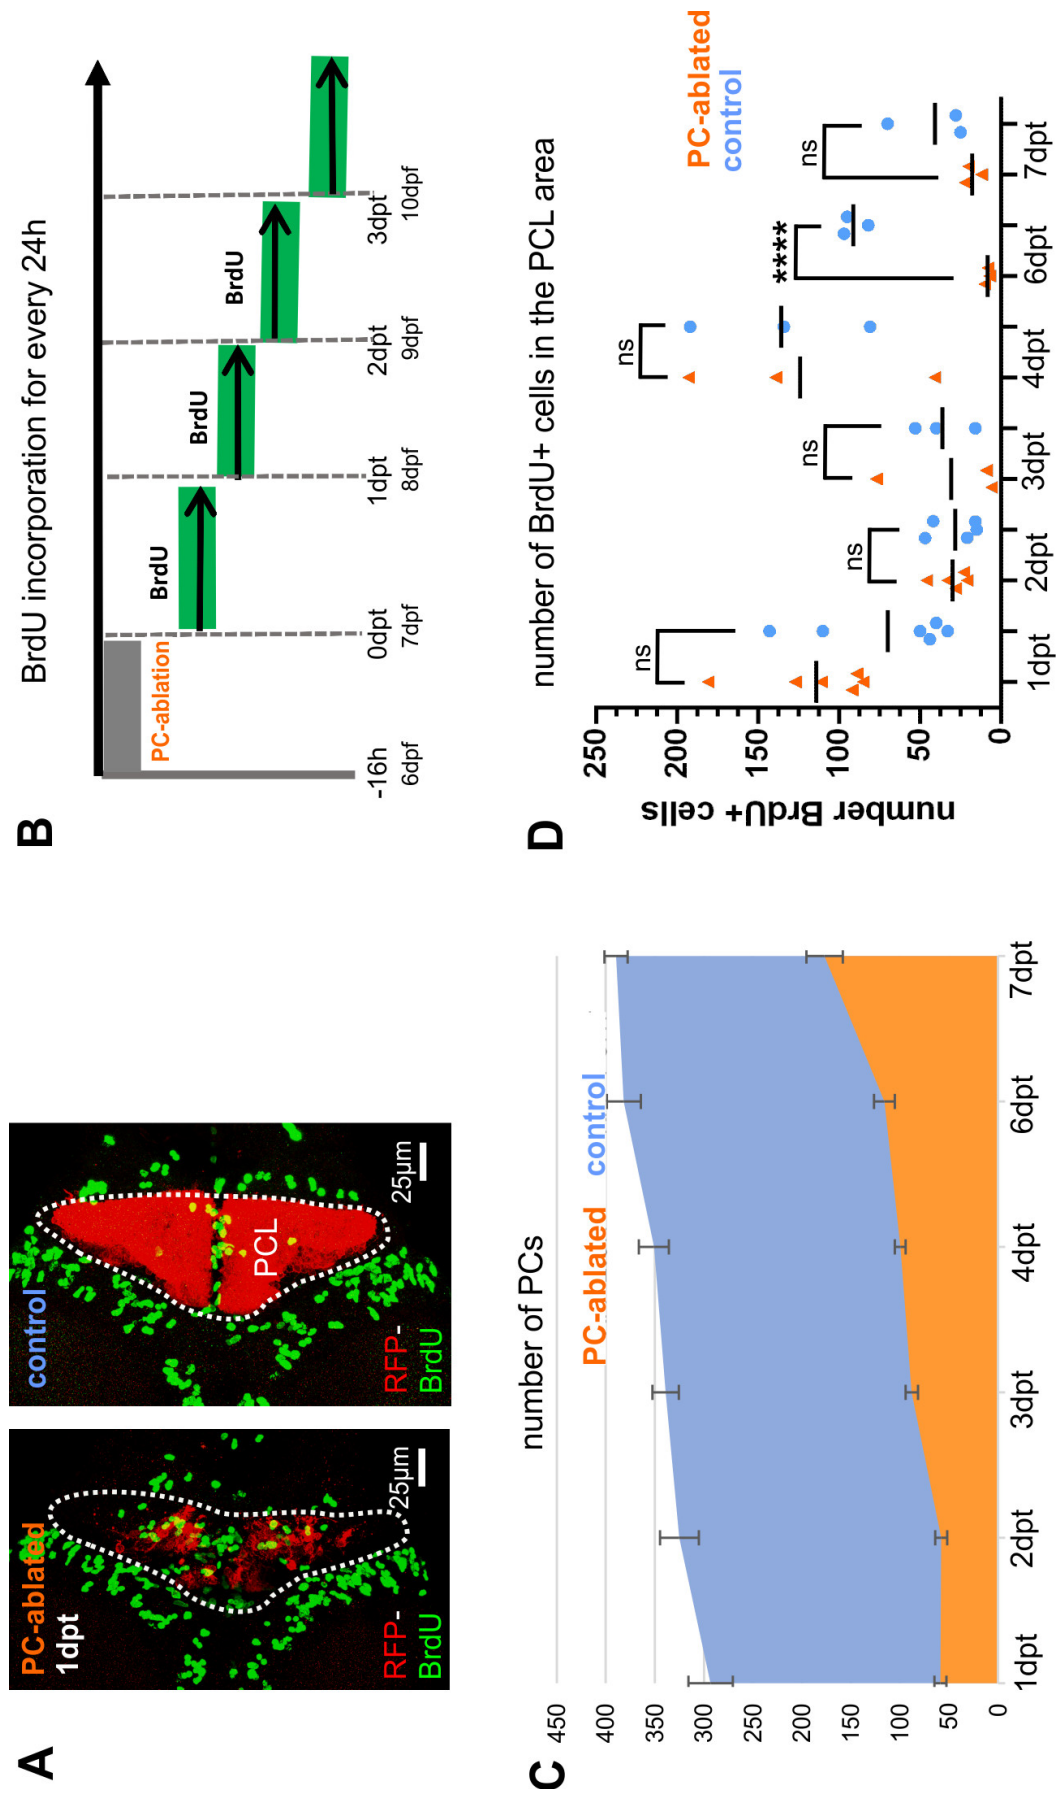 A
PC-ablated
1dpt
RFP-
BrdU
25µm
control
PCL
RFP-
BrdU
25µm
B
BrdU incorporation for every 24h
PC-ablation
BrdU
BrdU
BrdU
-16h
0dpt
1dpt
2dpt
3dpt
6dpf
7dpf
8dpf
9dpf
10dpf
C
number of PCs
PC-ablated control
450
400
350
300
250
200
150
100
50
0
1dpt
2dpt
3dpt
4dpt
6dpt
7dpt
D
number of BrdU+ cells in the PCL area
PC-ablated
control
number BrdU+ cells
250
200
150
100
50
0
ns
ns
ns
ns
****
ns
1dpt
2dpt
3dpt
4dpt
6dpt
7dpt